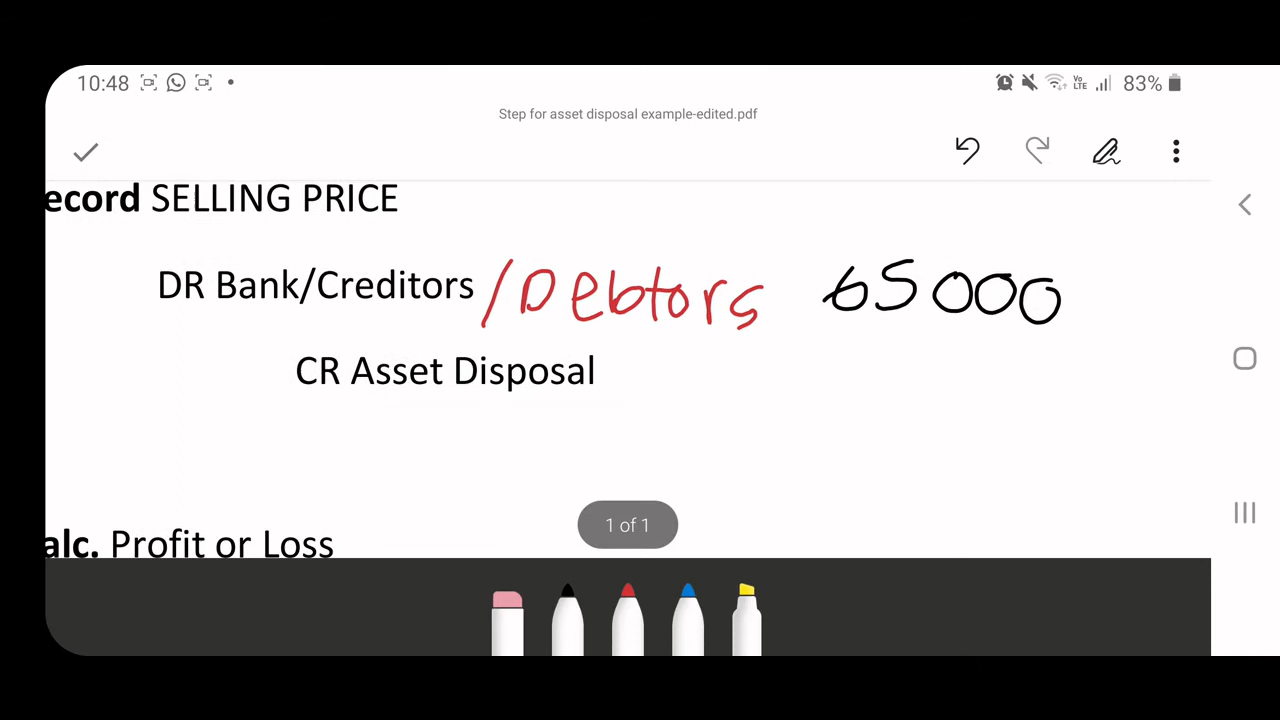 10:48 83%
Step for asset disposal example-edited.pdf
ecord SELLING PRICE
DR Bank/Creditors /Debtors 65000
CR Asset Disposal
1 of 1
alc. Profit or Loss